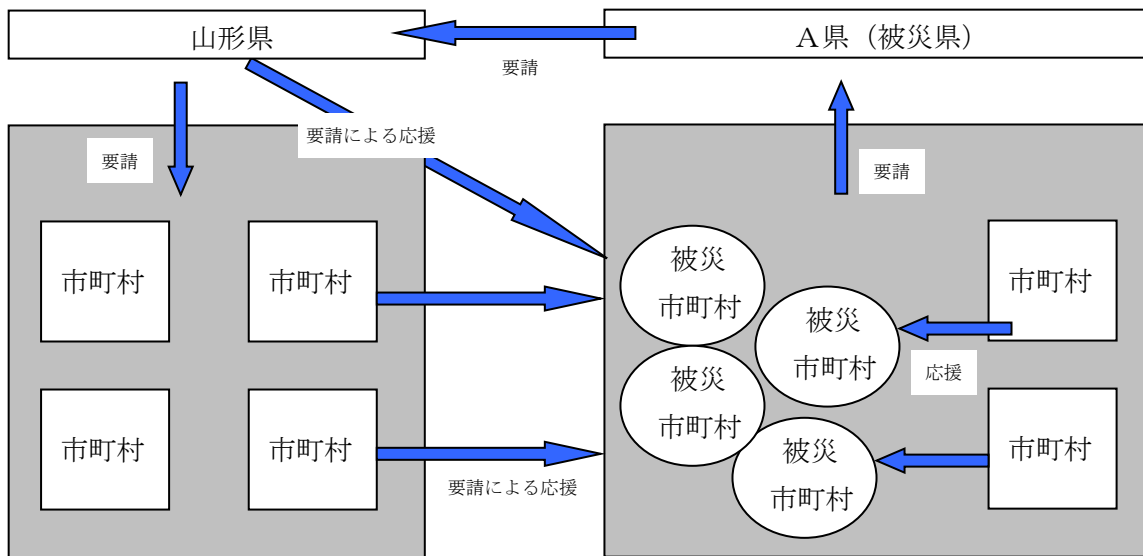 山形県
A県（被災県）
要請
要請による応援
要請
要請
市町村
市町村
被災
市町村
被災
市町村
市町村
応援
市町村
市町村
被災
市町村
被災
市町村
市町村
要請による応援